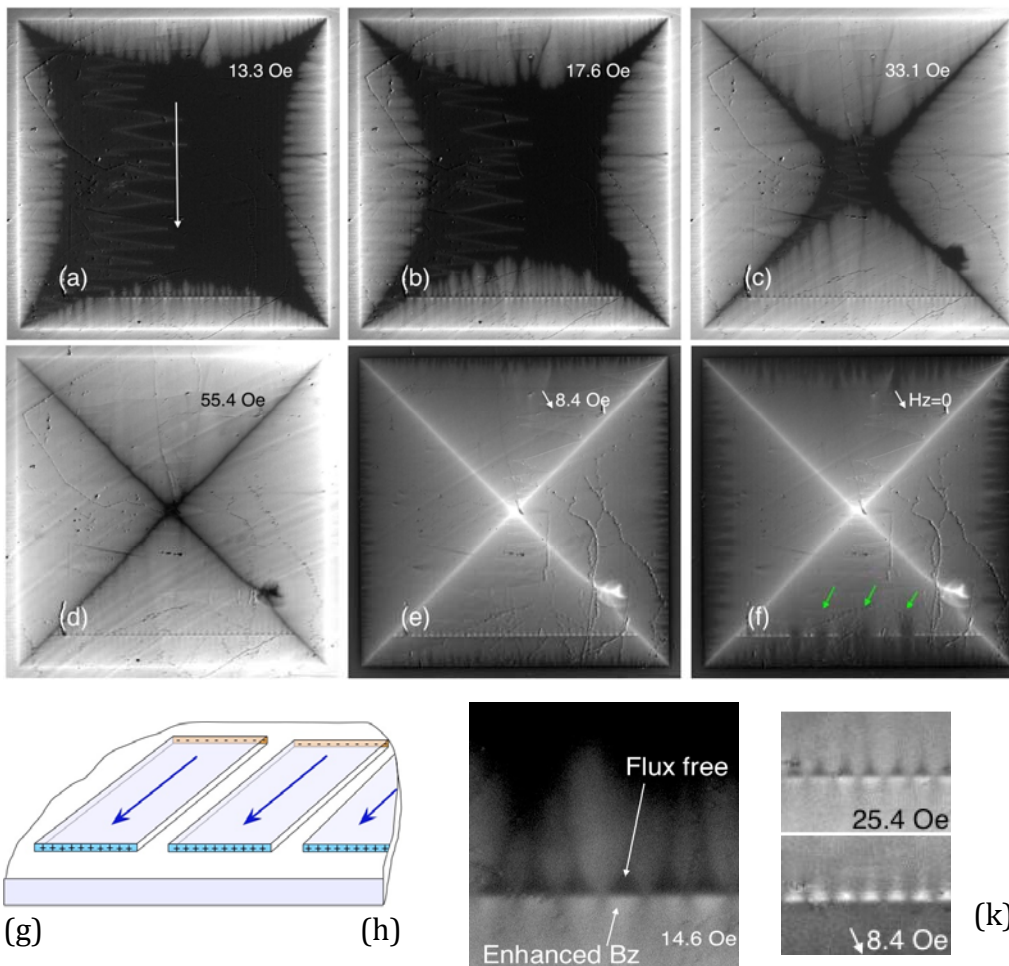 13.3 Oe
(a)
17.6 Oe
(b)
33.1 Oe
(c)
55.4 Oe
(d)
↘8.4 Oe
(e)
↘Hz=0
(f)
(g)
(h)
Flux free
Enhanced Bz
14.6 Oe
25.4 Oe
↘8.4 Oe
(k)